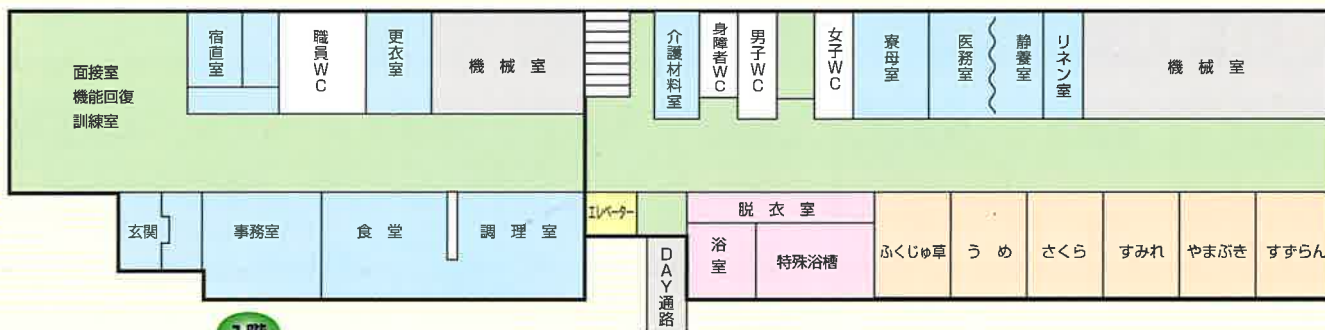 面接室
機能回復
訓練室
宿直室
職員WC
更衣室
機械室
介護材料室
身障者WC
男子WC
女子WC
寮母室
医務室
静養室
リネン室
機械室
玄関
事務室
食堂
調理室
エレベーター
脱衣室
浴室
特殊浴槽
ふくじゅ草
うめ
さくら
すみれ
やまぶき
すずらん
DAY通路